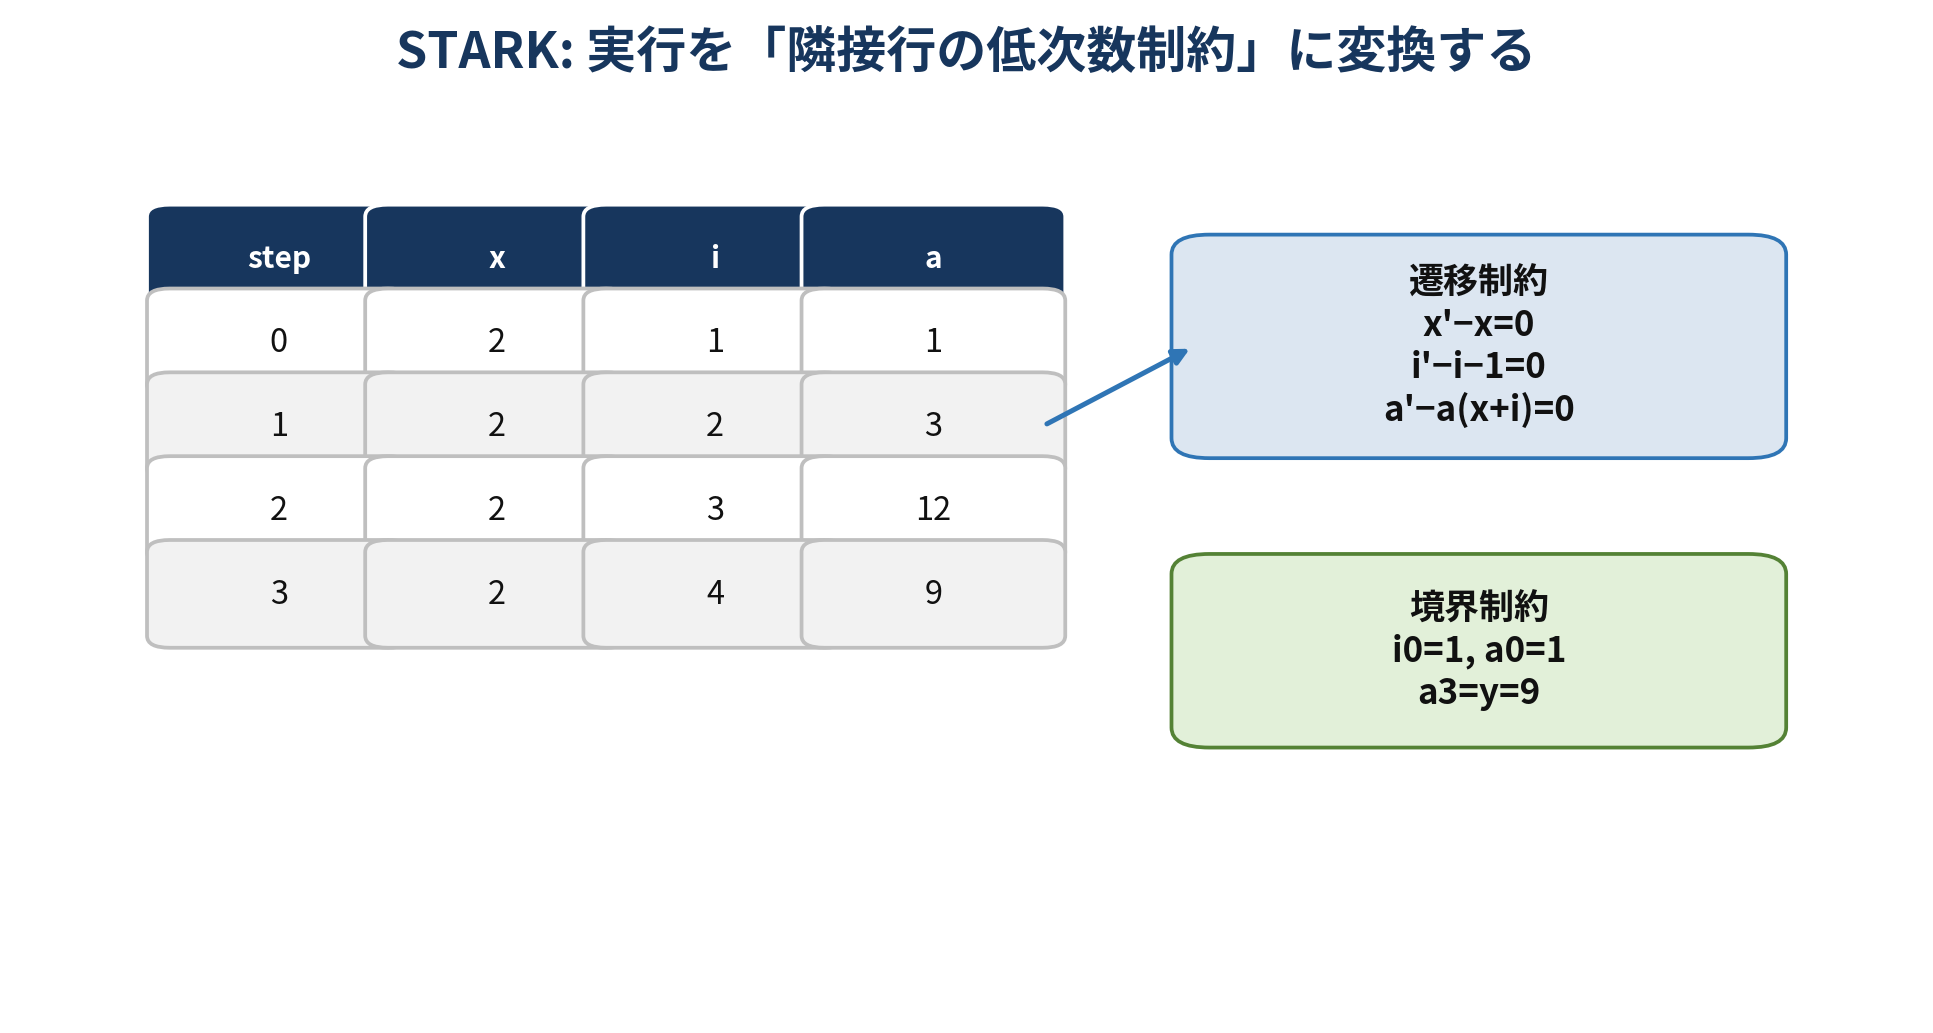 STARK: 実行を「隣接行の低次数制約」に変換する
step x i a
0 2 1 1
1 2 2 3
2 2 3 12
3 2 4 9
遷移制約
x'−x=0
i'−i−1=0
a'−a(x+i)=0
境界制約
i0=1, a0=1
a3=y=9